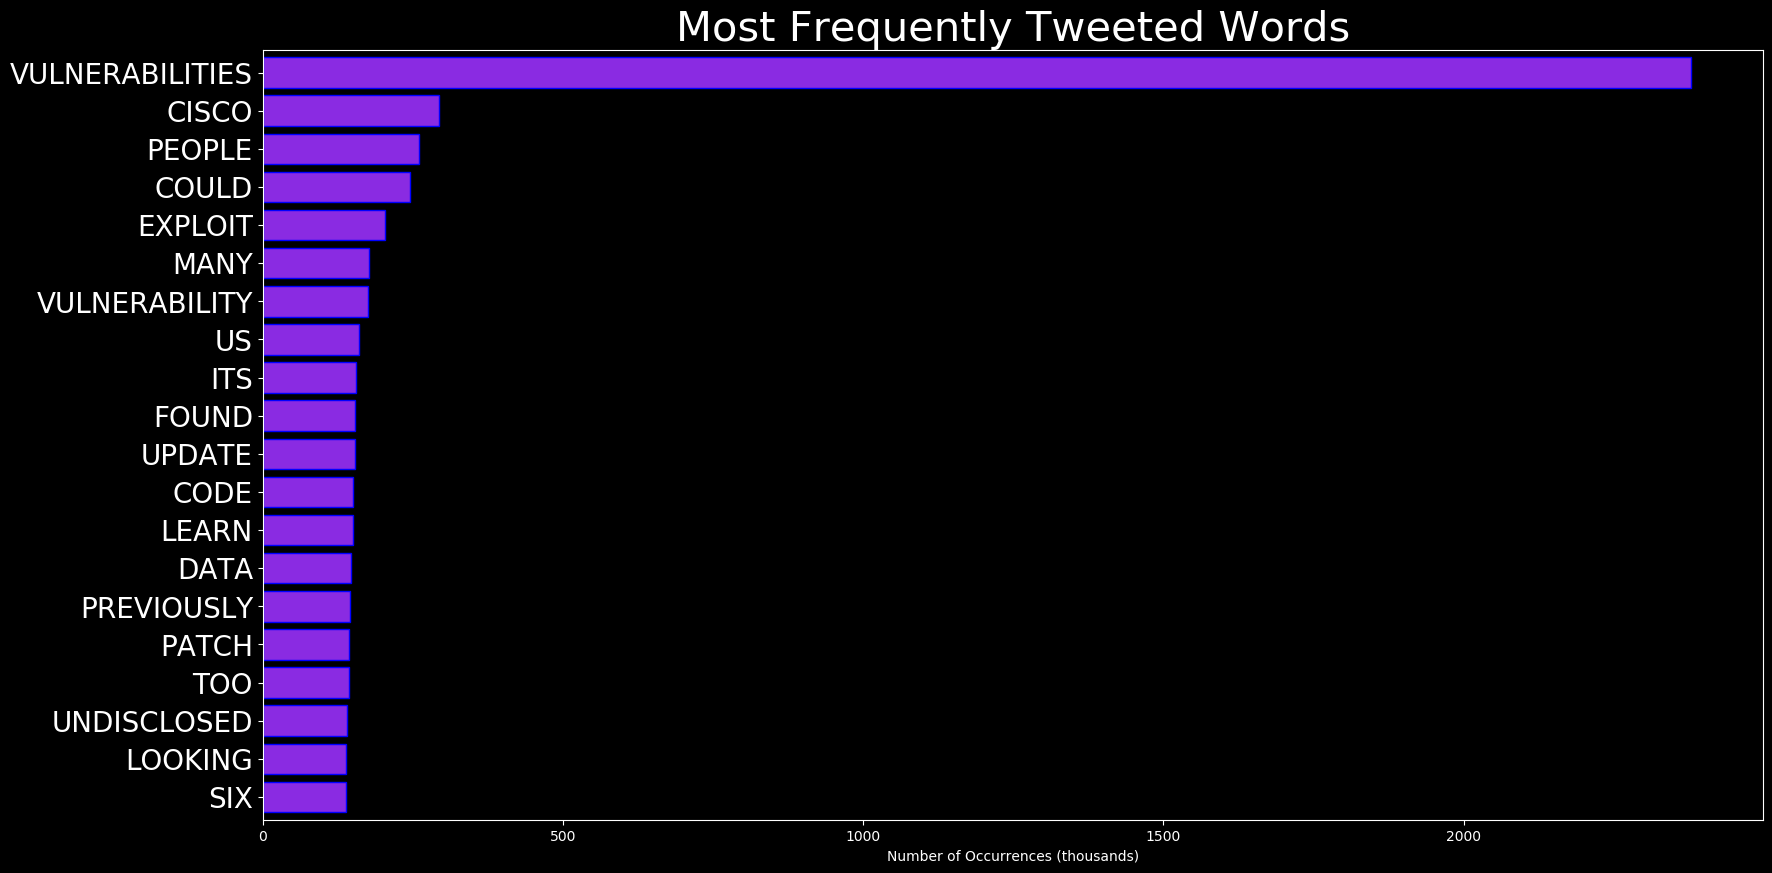 Most Frequently Tweeted Words
VULNERABILITIES
CISCO
PEOPLE
COULD
EXPLOIT
MANY
VULNERABILITY
US
ITS
FOUND
UPDATE
CODE
LEARN
DATA
PREVIOUSLY
PATCH
TOO
UNDISCLOSED
LOOKING
SIX
0 500 1000 1500 2000
Number of Occurrences (thousands)